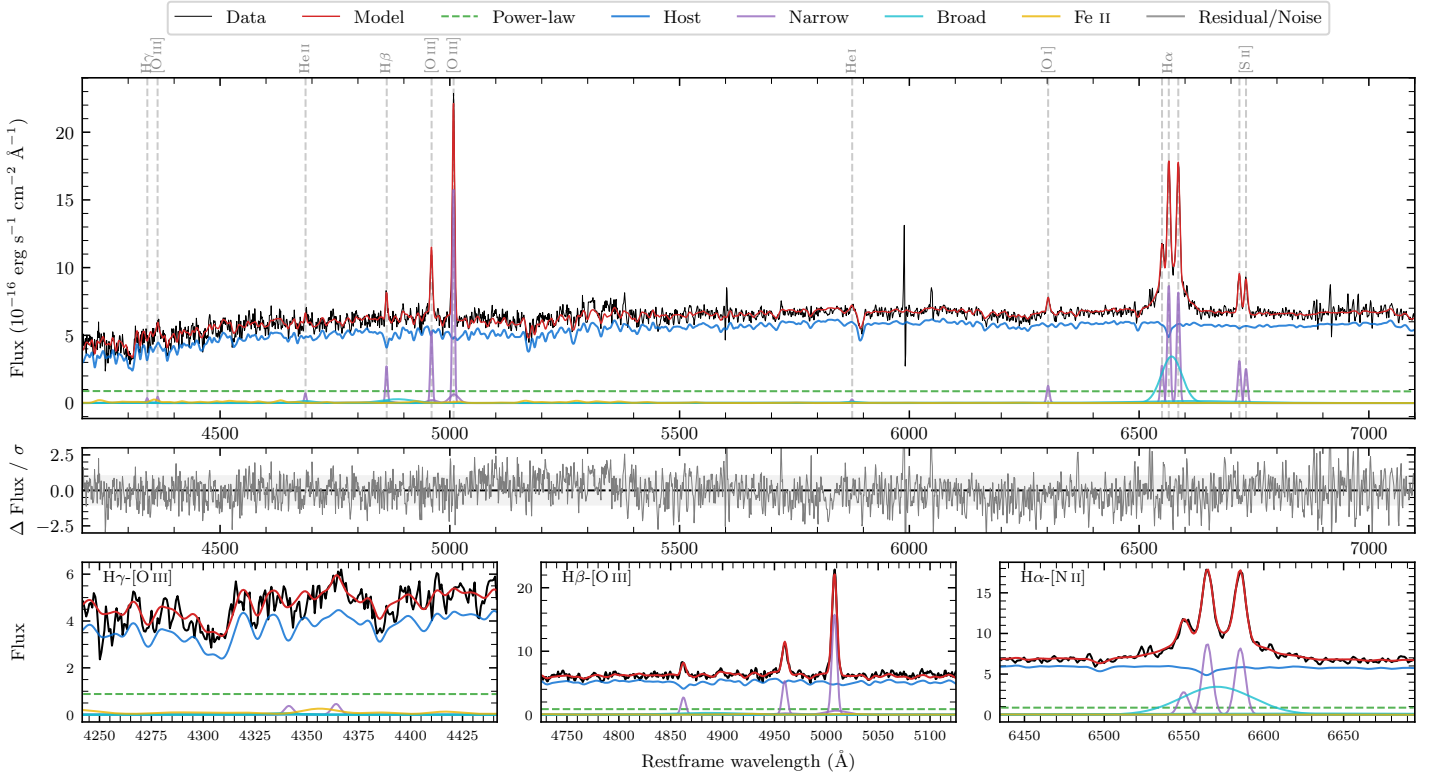 Data Model Power-law Host Narrow Broad Fe II Residual/Noise
Hγ [O III] He II Hβ [O III] [O III] He I [O I] Hα [S II]
Flux (10⁻¹⁶ erg s⁻¹ cm⁻² Å⁻¹)
20
15
10
5
0
4500 5000 5500 6000 6500 7000
Δ Flux / σ
2.5
0.0
−2.5
4500 5000 5500 6000 6500 7000
Flux
Hγ-[O III]
6
4
2
0
4250 4275 4300 4325 4350 4375 4400 4425
Hβ-[O III]
20
10
0
4750 4800 4850 4900 4950 5000 5050 5100
Hα-[N II]
15
10
5
0
6450 6500 6550 6600 6650
Restframe wavelength (Å)